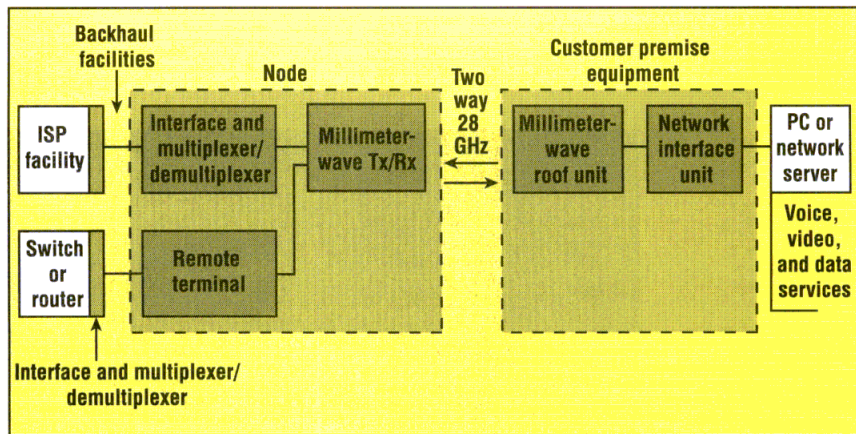 Backhaul
facilities
Node
Two
way
28
GHz
Customer premise
equipment
ISP
facility
Interface and
multiplexer/
demultiplexer
Millimeter-
wave Tx/Rx
Millimeter-
wave
roof unit
Network
interface
unit
PC or
network
server
Switch
or
router
Remote
terminal
Voice,
video,
and data
services
Interface and multiplexer/
demultiplexer